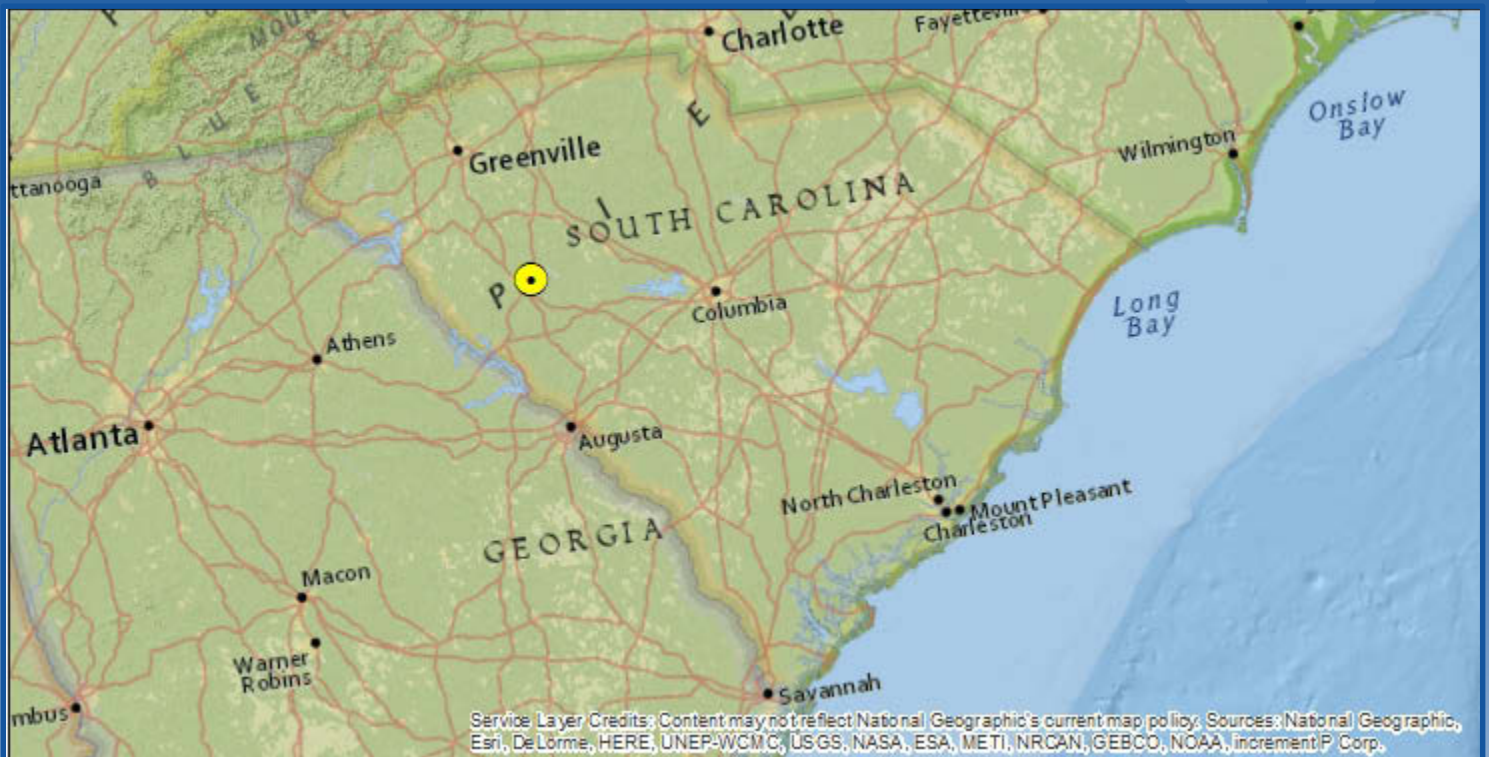 Charlotte
Greenville
ttanooga
B L U E
MOU
Wilmington
Onslow
Bay
SOUTH CAROLINA
P I E
Columbia
Long
Bay
Athens
Atlanta
Augusta
North Charleston
Mount Pleasant
Charleston
GEORGIA
Macon
Warner
Robins
mbus
Savannah
Service Layer Credits: Content may not reflect National Geographic's current map policy. Sources: National Geographic,
Esri, DeLorme, HERE, UNEP-WCMC, USGS, NASA, ESA, METI, NRCAN, GEBCO, NOAA, increment P Corp.